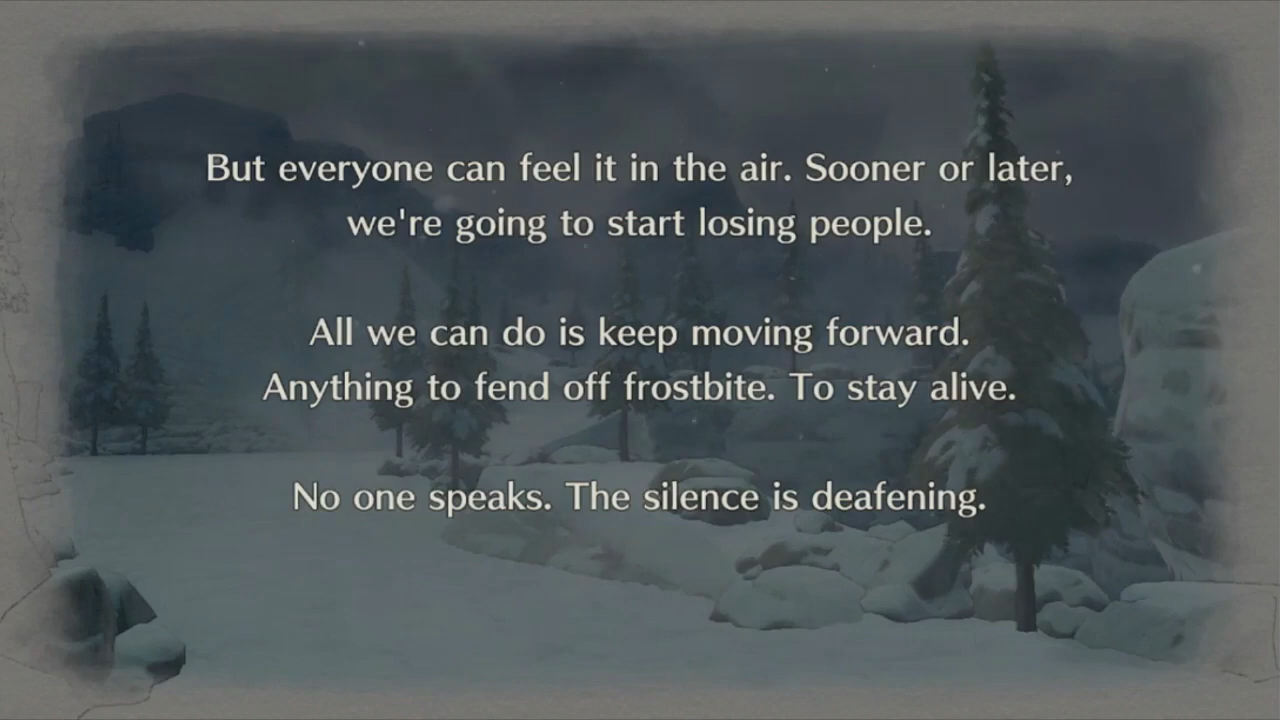 But everyone can feel it in the air. Sooner or later,
we're going to start losing people.
All we can do is keep moving forward.
Anything to fend off frostbite. To stay alive.
No one speaks. The silence is deafening.